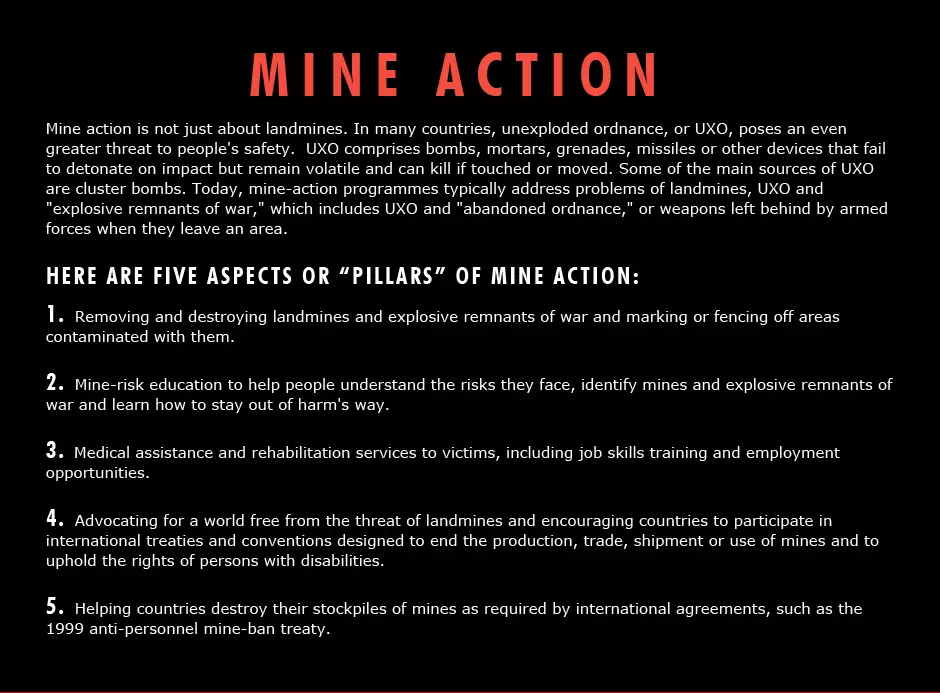 MINE ACTION
Mine action is not just about landmines. In many countries, unexploded ordnance, or UXO, poses an even
greater threat to people's safety.  UXO comprises bombs, mortars, grenades, missiles or other devices that fail
to detonate on impact but remain volatile and can kill if touched or moved. Some of the main sources of UXO
are cluster bombs. Today, mine-action programmes typically address problems of landmines, UXO and
"explosive remnants of war," which includes UXO and "abandoned ordnance," or weapons left behind by armed
forces when they leave an area.
HERE ARE FIVE ASPECTS OR “PILLARS” OF MINE ACTION:
1. Removing and destroying landmines and explosive remnants of war and marking or fencing off areas
contaminated with them.
2. Mine-risk education to help people understand the risks they face, identify mines and explosive remnants of
war and learn how to stay out of harm's way.
3. Medical assistance and rehabilitation services to victims, including job skills training and employment
opportunities.
4. Advocating for a world free from the threat of landmines and encouraging countries to participate in
international treaties and conventions designed to end the production, trade, shipment or use of mines and to
uphold the rights of persons with disabilities.
5. Helping countries destroy their stockpiles of mines as required by international agreements, such as the
1999 anti-personnel mine-ban treaty.